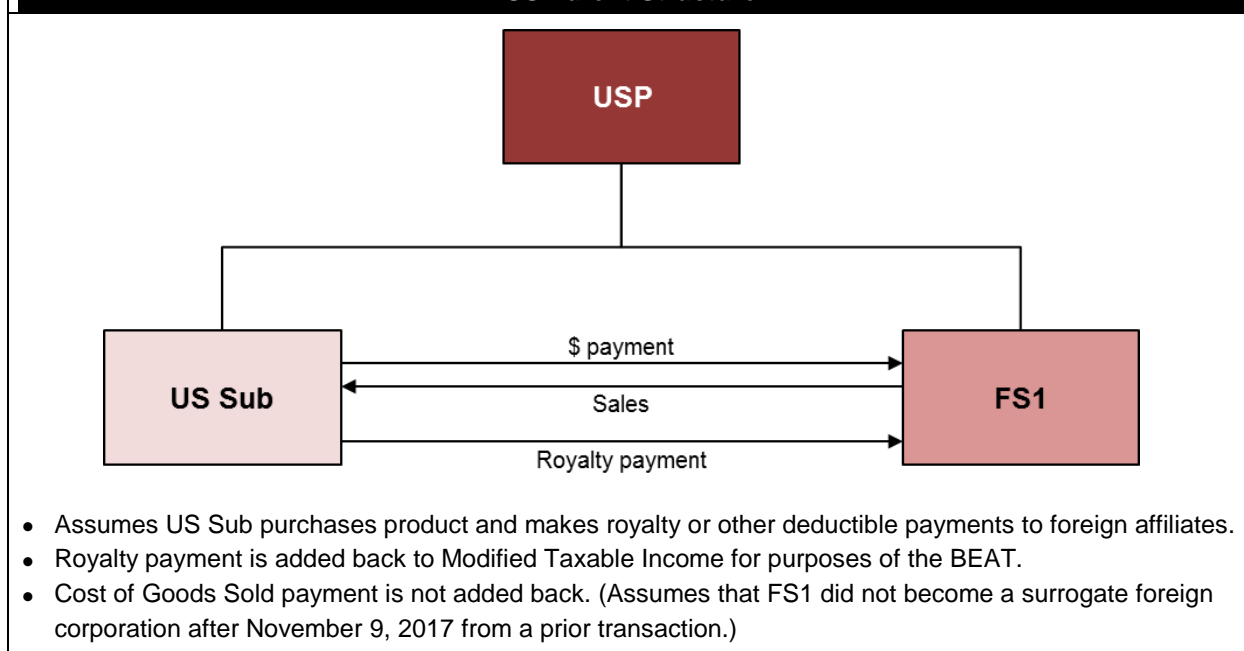 USP
$ payment
US Sub
Sales
FS1
Royalty payment
• Assumes US Sub purchases product and makes royalty or other deductible payments to foreign affiliates.
• Royalty payment is added back to Modified Taxable Income for purposes of the BEAT.
• Cost of Goods Sold payment is not added back. (Assumes that FS1 did not become a surrogate foreign
corporation after November 9, 2017 from a prior transaction.)